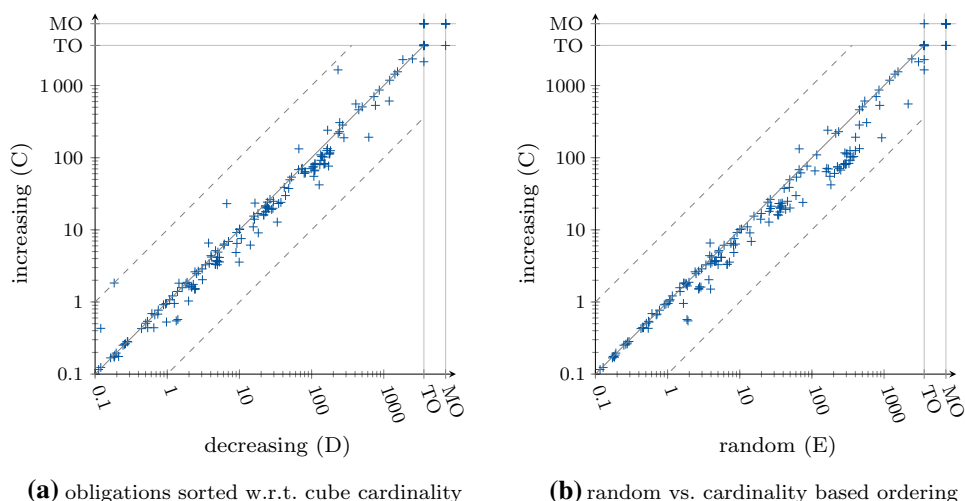 MO
TO
1 000
100
10
1
0.1
increasing (C)
0.1
1
10
100
1000
TO
MO
decreasing (D)
(a) obligations sorted w.r.t. cube cardinality
MO
TO
1 000
100
10
1
0.1
increasing (C)
0.1
1
10
100
1000
TO
MO
random (E)
(b) random vs. cardinality based ordering